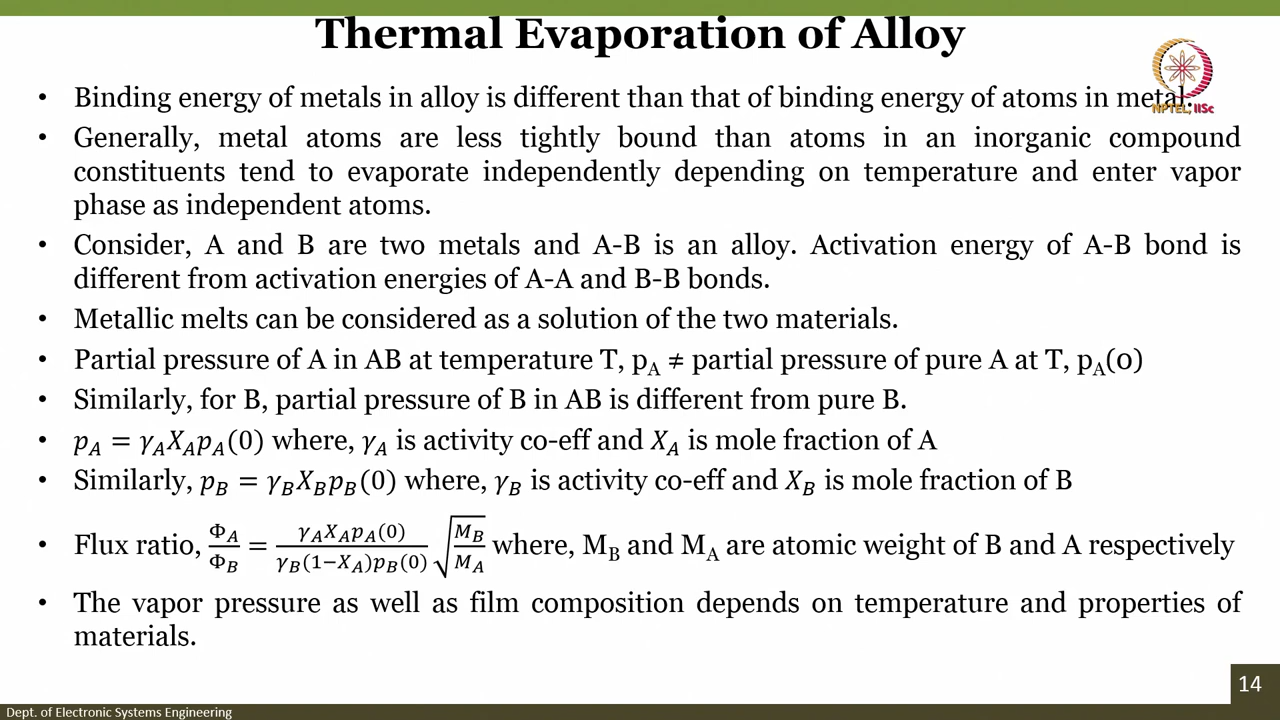 Thermal Evaporation of Alloy
NPTEL, IISc
• Binding energy of metals in alloy is different than that of binding energy of atoms in metal.
• Generally, metal atoms are less tightly bound than atoms in an inorganic compound
constituents tend to evaporate independently depending on temperature and enter vapor
phase as independent atoms.
• Consider, A and B are two metals and A-B is an alloy. Activation energy of A-B bond is
different from activation energies of A-A and B-B bonds.
• Metallic melts can be considered as a solution of the two materials.
• Partial pressure of A in AB at temperature T, p_A ≠ partial pressure of pure A at T, p_A(0)
• Similarly, for B, partial pressure of B in AB is different from pure B.
• p_A = γ_A X_A p_A(0) where, γ_A is activity co-eff and X_A is mole fraction of A
• Similarly, p_B = γ_B X_B p_B(0) where, γ_B is activity co-eff and X_B is mole fraction of B
• Flux ratio, Φ_A/Φ_B = γ_A X_A p_A(0)/γ_B(1−X_A)p_B(0) √(M_B/M_A) where, M_B and M_A are atomic weight of B and A respectively
• The vapor pressure as well as film composition depends on temperature and properties of
materials.
14
Dept. of Electronic Systems Engineering